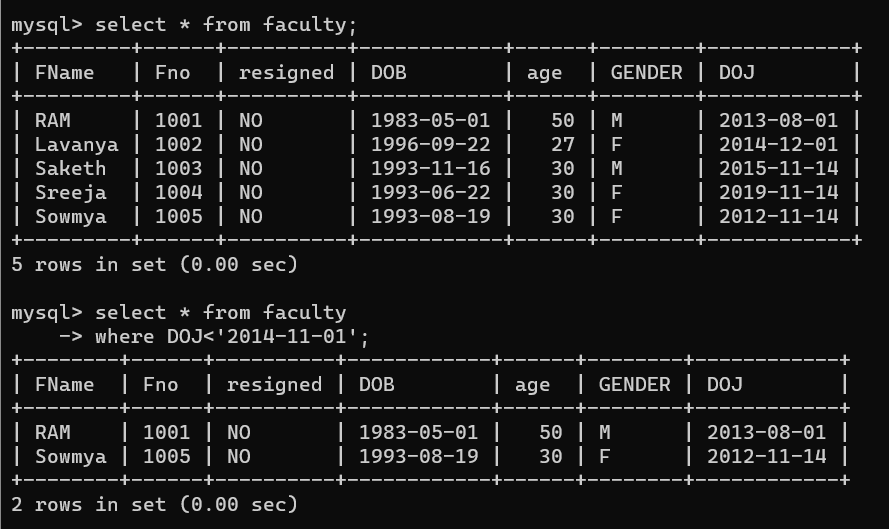 mysql> select * from faculty;
+---------+------+----------+------------+------+--------+------------+
| FName   | Fno  | resigned | DOB        | age  | GENDER | DOJ        |
+---------+------+----------+------------+------+--------+------------+
| RAM     | 1001 | NO       | 1983-05-01 |   50 | M      | 2013-08-01 |
| Lavanya | 1002 | NO       | 1996-09-22 |   27 | F      | 2014-12-01 |
| Saketh  | 1003 | NO       | 1993-11-16 |   30 | M      | 2015-11-14 |
| Sreeja  | 1004 | NO       | 1993-06-22 |   30 | F      | 2019-11-14 |
| Sowmya  | 1005 | NO       | 1993-08-19 |   30 | F      | 2012-11-14 |
+---------+------+----------+------------+------+--------+------------+
5 rows in set (0.00 sec)

mysql> select * from faculty
    -> where DOJ<'2014-11-01';
+--------+------+----------+------------+------+--------+------------+
| FName  | Fno  | resigned | DOB        | age  | GENDER | DOJ        |
+--------+------+----------+------------+------+--------+------------+
| RAM    | 1001 | NO       | 1983-05-01 |   50 | M      | 2013-08-01 |
| Sowmya | 1005 | NO       | 1993-08-19 |   30 | F      | 2012-11-14 |
+--------+------+----------+------------+------+--------+------------+
2 rows in set (0.00 sec)